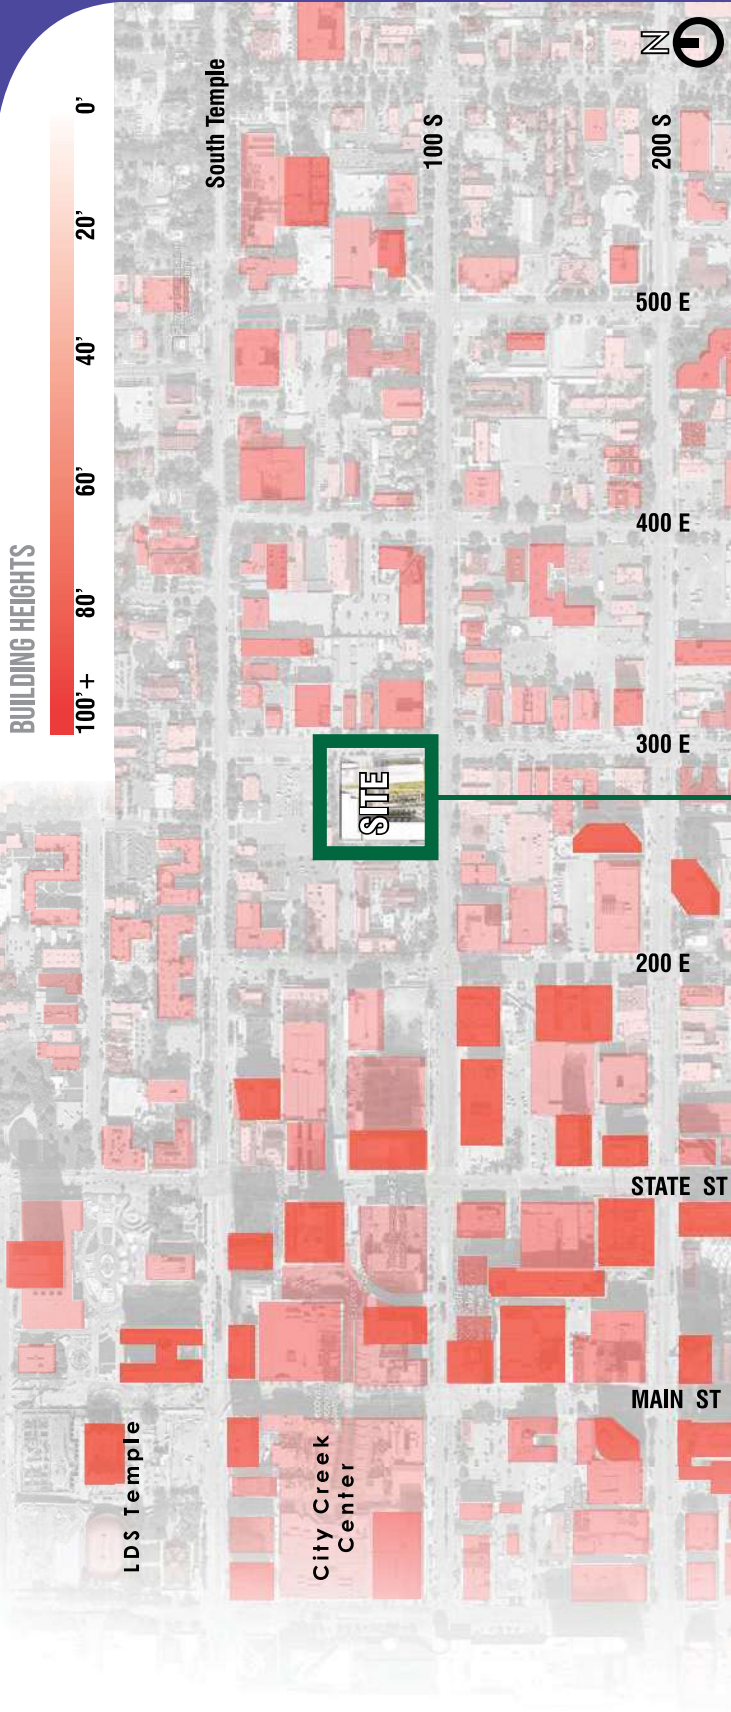 BUILDING HEIGHTS
0'
20'
40'
60'
80'
100' +
N
South Temple
100 S
200 S
500 E
400 E
300 E
SITE
200 E
STATE ST
MAIN ST
LDS Temple
City Creek
Center